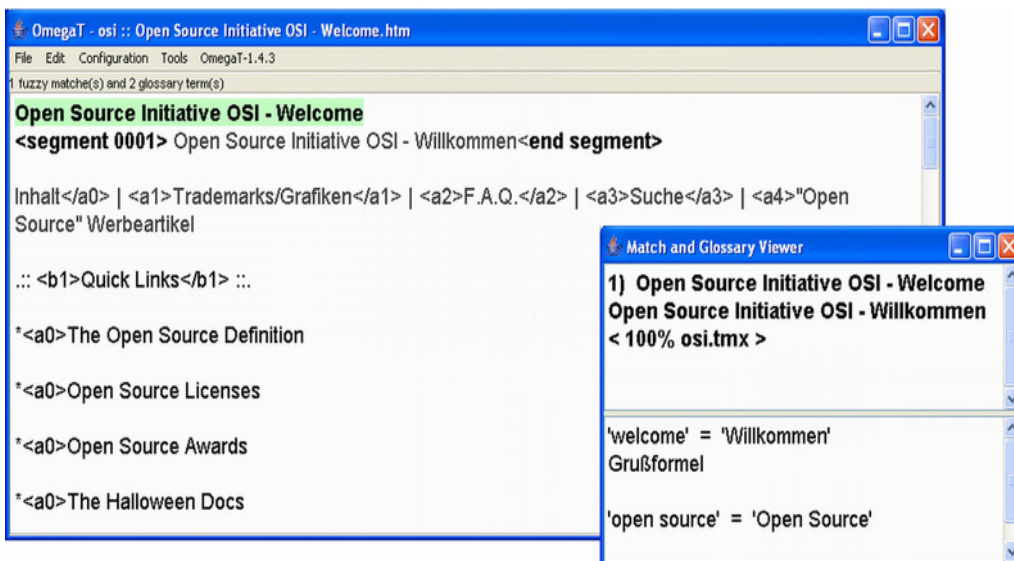 OmegaT - osi :: Open Source Initiative OSI - Welcome.htm
File Edit Configuration Tools OmegaT-1.4.3
1 fuzzy matche(s) and 2 glossary term(s)
Open Source Initiative OSI - Welcome
<segment 0001> Open Source Initiative OSI - Willkommen<end segment>
Inhalt</a0> | <a1>Trademarks/Grafiken</a1> | <a2>F.A.Q.</a2> | <a3>Suche</a3> | <a4>"Open
Source" Werbeartikel
.:: <b1>Quick Links</b1> ::.
*<a0>The Open Source Definition
*<a0>Open Source Licenses
*<a0>Open Source Awards
*<a0>The Halloween Docs
Match and Glossary Viewer
1) Open Source Initiative OSI - Welcome
Open Source Initiative OSI - Willkommen
< 100% osi.tmx >
'welcome' = 'Willkommen'
Grußformel
'open source' = 'Open Source'